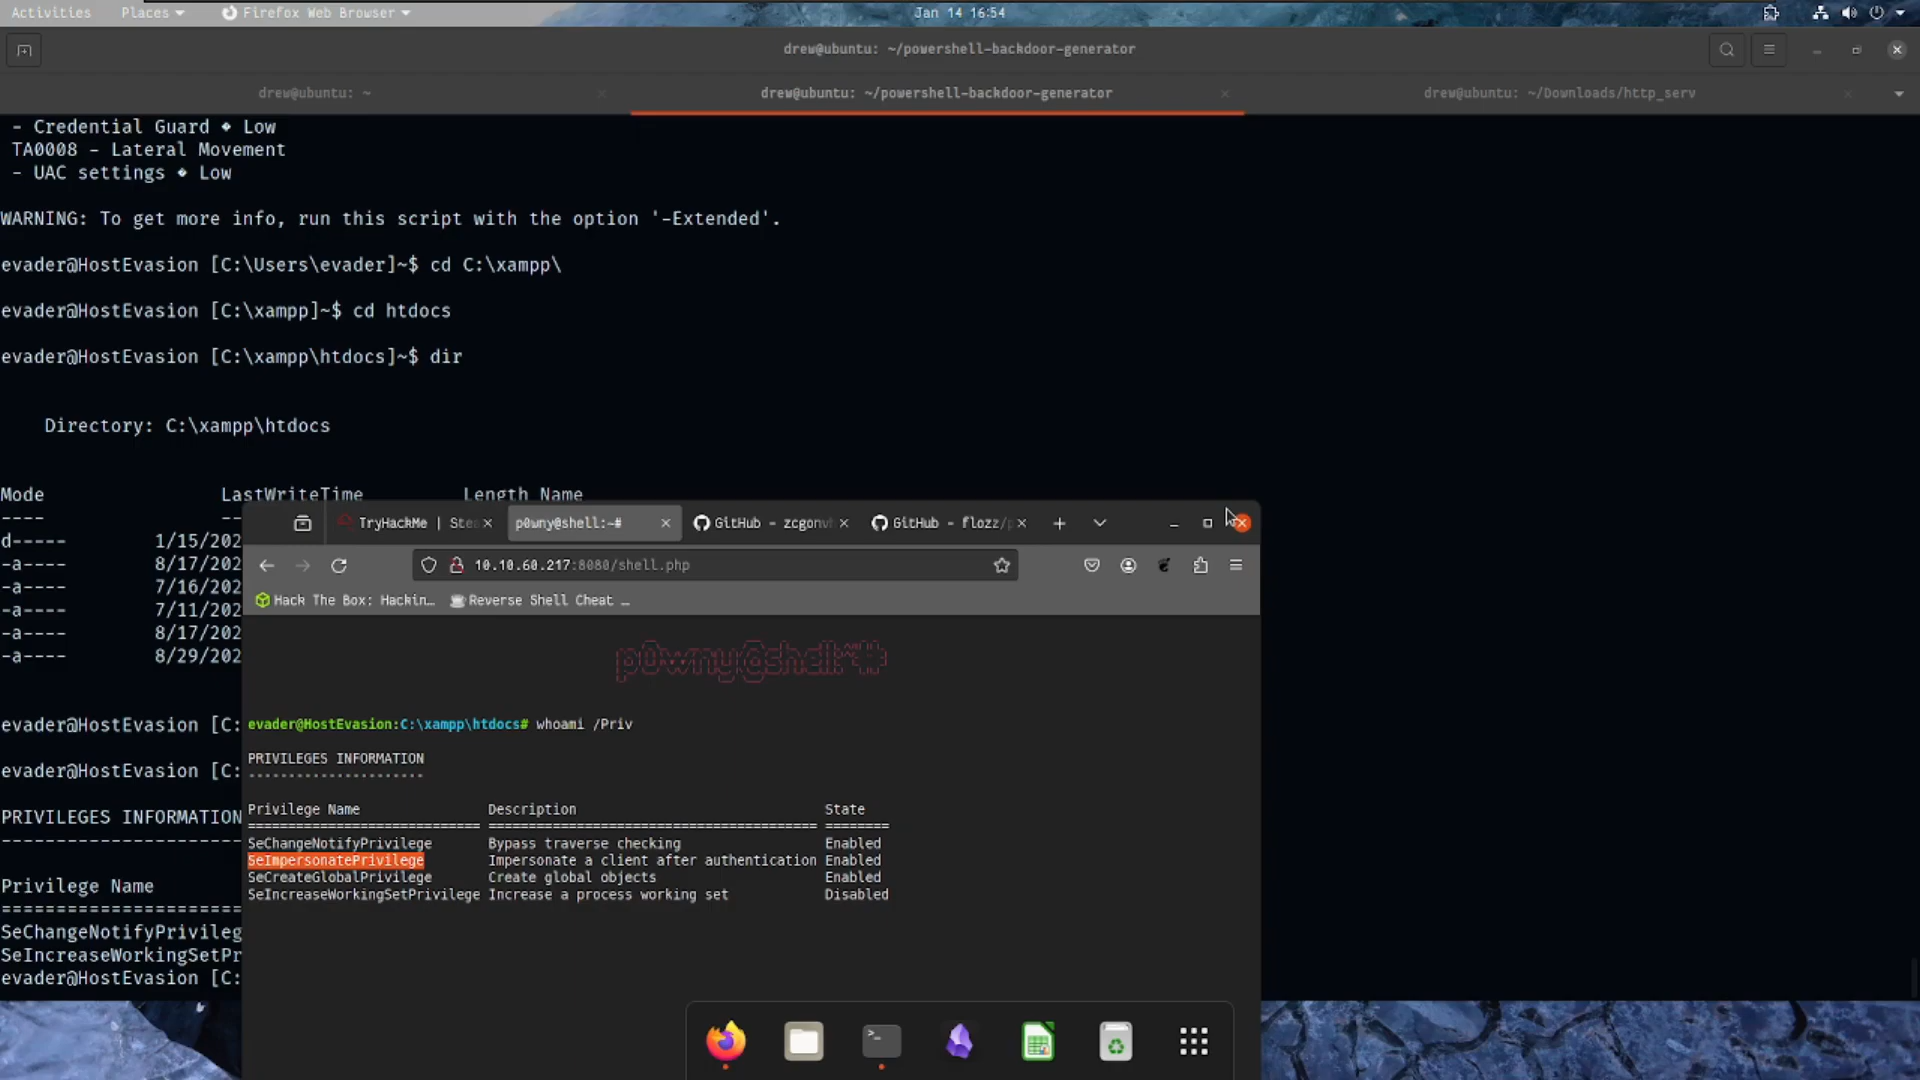 Activities Places Firefox Web Browser Jan 14 16:54
drew@ubuntu: ~/powershell-backdoor-generator
drew@ubuntu: ~ drew@ubuntu: ~/powershell-backdoor-generator drew@ubuntu: ~/Downloads/http_serv
- Credential Guard � Low
TA0008 - Lateral Movement
- UAC settings � Low
WARNING: To get more info, run this script with the option '-Extended'.
evader@HostEvasion [C:\Users\evader]~$ cd C:\xampp\
evader@HostEvasion [C:\xampp]~$ cd htdocs
evader@HostEvasion [C:\xampp\htdocs]~$ dir
Directory: C:\xampp\htdocs
Mode LastWriteTime Length Name
---- --
d----- 1/15/202
-a---- 8/17/202
-a---- 7/16/202
-a---- 7/11/202
-a---- 8/17/202
-a---- 8/29/202
evader@HostEvasion [C:
evader@HostEvasion [C:
PRIVILEGES INFORMATION
----------------------
Privilege Name
======================
SeChangeNotifyPrivileg
SeIncreaseWorkingSetPr
evader@HostEvasion [C:
TryHackMe | Stea p0wny@shell:~# GitHub - zcgonvh GitHub - flozz/p
10.10.60.217:8080/shell.php
Hack The Box: Hackin… Reverse Shell Cheat …
p0wny@shell:~#
evader@HostEvasion:C:\xampp\htdocs# whoami /Priv
PRIVILEGES INFORMATION
----------------------
Privilege Name Description State
============================= ========================================= ========
SeChangeNotifyPrivilege Bypass traverse checking Enabled
SeImpersonatePrivilege Impersonate a client after authentication Enabled
SeCreateGlobalPrivilege Create global objects Enabled
SeIncreaseWorkingSetPrivilege Increase a process working set Disabled